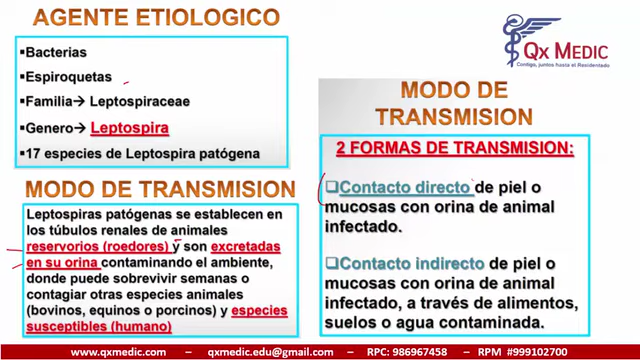 AGENTE ETIOLOGICO
▪Bacterias
▪Espiroquetas
▪Familia→ Leptospiraceae
▪Genero→ Leptospira
▪17 especies de Leptospira patógena
MODO DE TRANSMISION
Leptospiras patógenas se establecen en
los túbulos renales de animales
reservorios (roedores) y son excretadas
en su orina contaminando el ambiente,
donde puede sobrevivir semanas o
contagiar otras especies animales
(bovinos, equinos o porcinos) y especies
susceptibles (humano)
Qx MEDIC
Contigo, juntos hasta el Residentado
MODO DE
TRANSMISION
2 FORMAS DE TRANSMISION:
❑Contacto directo de piel o
mucosas con orina de animal
infectado.
❑Contacto indirecto de piel o
mucosas con orina de animal
infectado, a través de alimentos,
suelos o agua contaminada.
www.qxmedic.com – qxmedic.edu@gmail.com – RPC: 986967458 – RPM #999102700